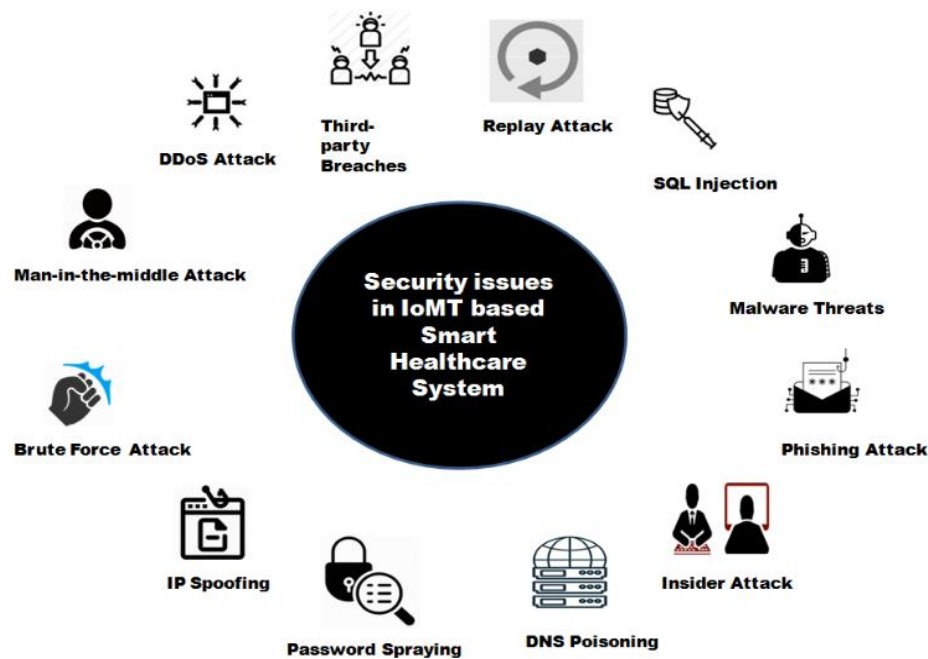 Third-
party
Breaches
Replay Attack
DDoS Attack
SQL Injection
Man-in-the-middle Attack
Security issues
in IoMT based
Smart
Healthcare
System
Malware Threats
Brute Force Attack
Phishing Attack
IP Spoofing
Insider Attack
Password Spraying
DNS Poisoning